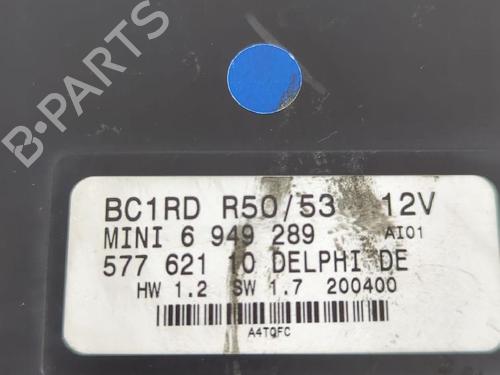 B-PARTS
BC1RD R50/53 12V
MINI 6 949 289 AI01
577 621 10 DELPHI DE
HW 1.2 SW 1.7 200400
A4TQFC